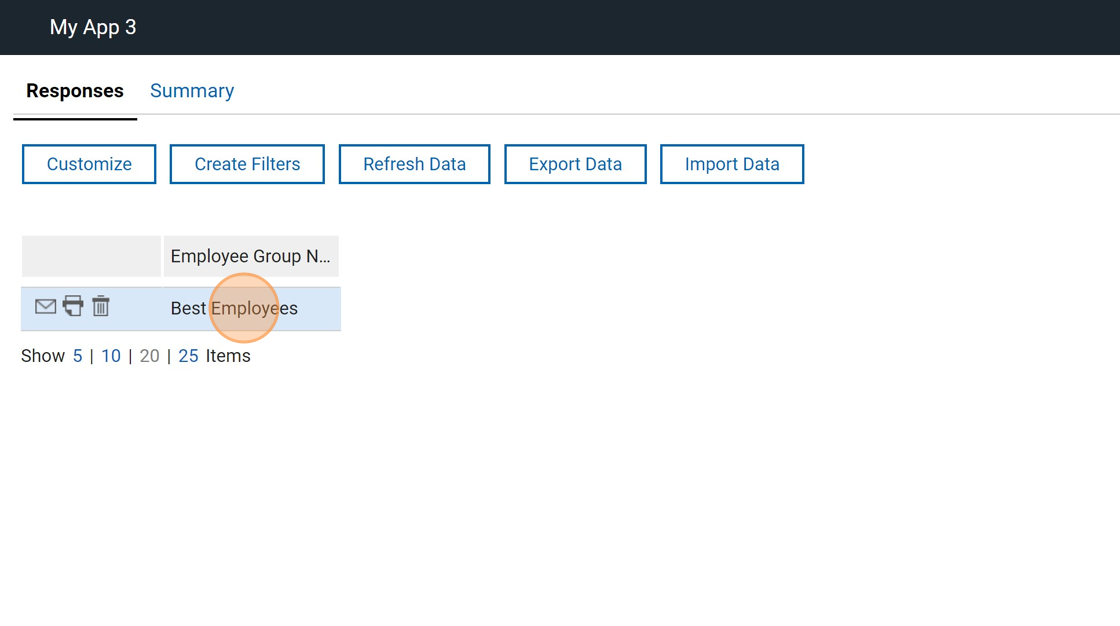 My App 3
Responses Summary
Customize Create Filters Refresh Data Export Data Import Data
Employee Group N...
Best Employees
Show 5 | 10 | 20 | 25 Items